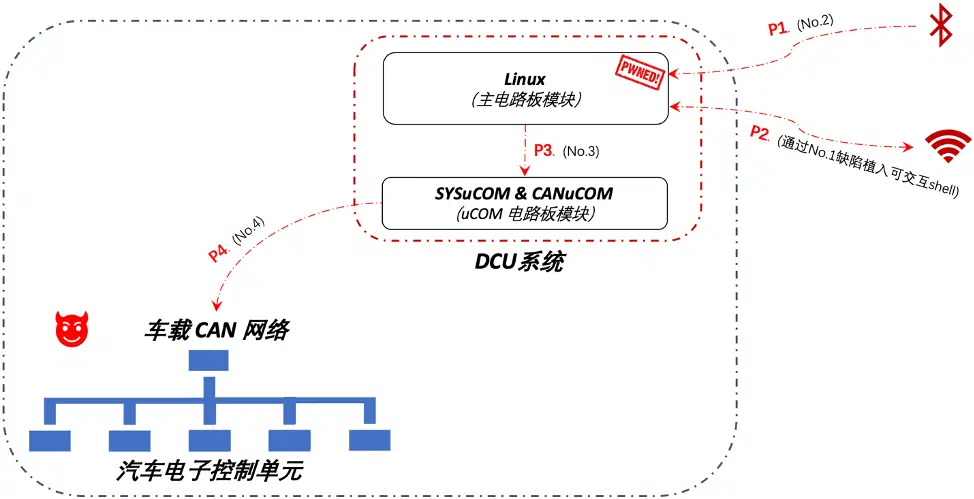 P1. (No.2)
Linux
(主电路板模块)
PWNED!
P2. (通过No.1缺陷植入可交互shell)
P3. (No.3)
SYSuCOM & CANuCOM
(uCOM 电路板模块)
P4. (No.4)
DCU系统
车载 CAN 网络
汽车电子控制单元